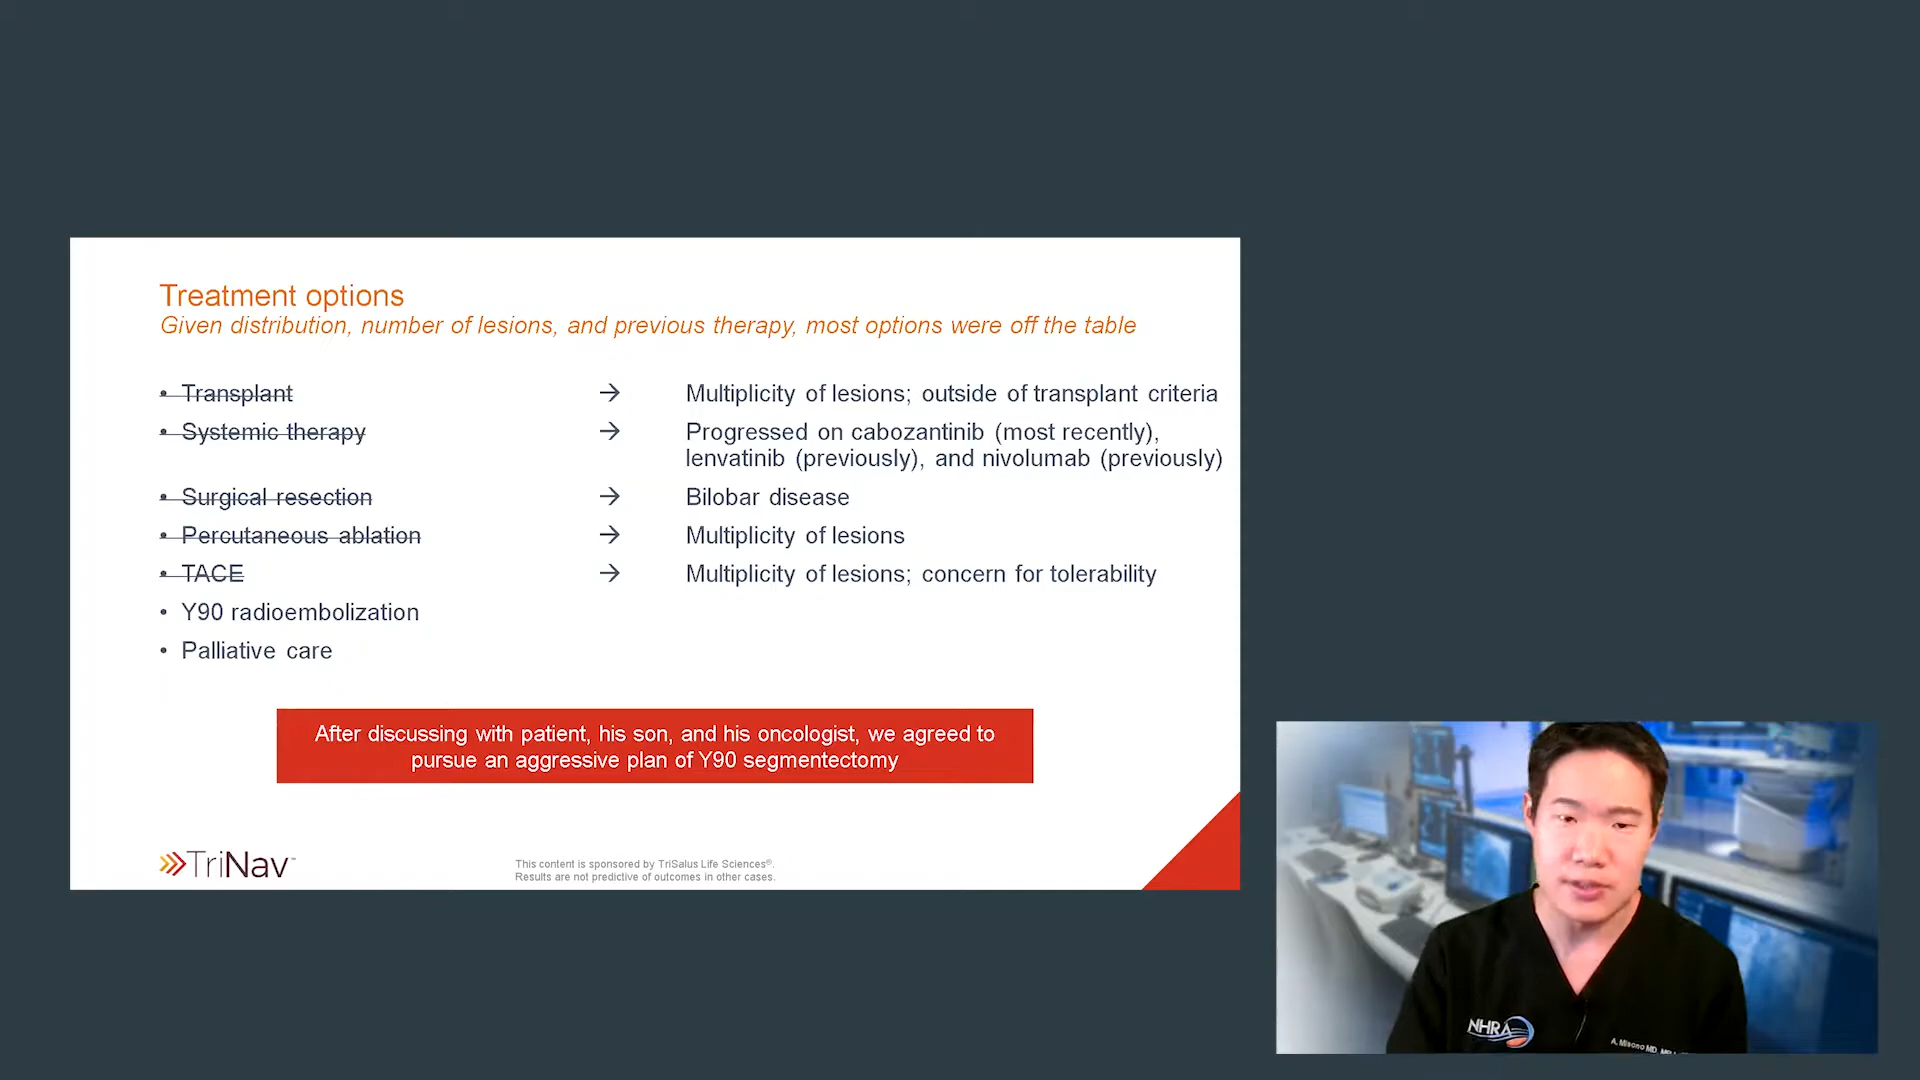 Treatment options
Given distribution, number of lesions, and previous therapy, most options were off the table
• Transplant → Multiplicity of lesions; outside of transplant criteria
• Systemic therapy → Progressed on cabozantinib (most recently),
lenvatinib (previously), and nivolumab (previously)
• Surgical resection → Bilobar disease
• Percutaneous ablation → Multiplicity of lesions
• TACE → Multiplicity of lesions; concern for tolerability
• Y90 radioembolization
• Palliative care
After discussing with patient, his son, and his oncologist, we agreed to
pursue an aggressive plan of Y90 segmentectomy
TriNav™
This content is sponsored by TriSalus Life Sciences®.
Results are not predictive of outcomes in other cases.
NHRA
A. Misono MD,